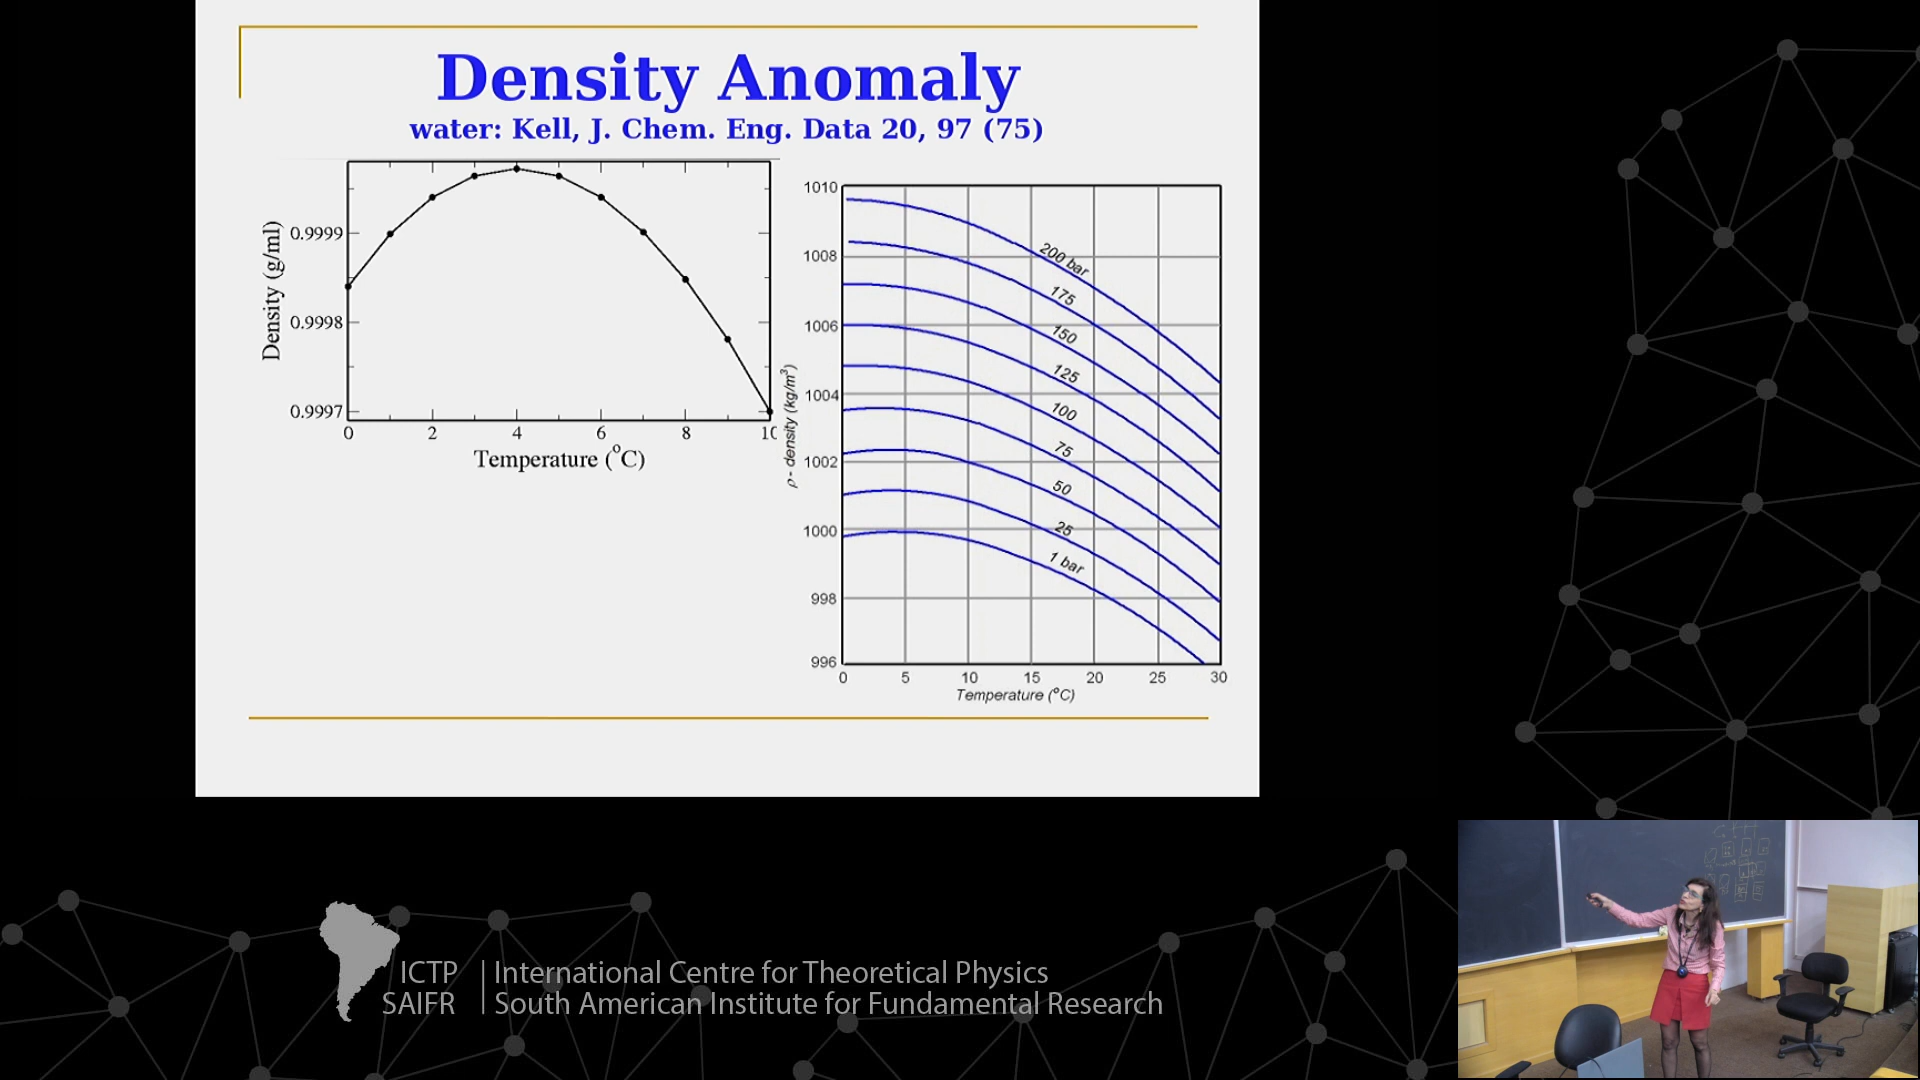 Density Anomaly
water: Kell, J. Chem. Eng. Data 20, 97 (75)
Density (g/ml)
0.9999
0.9998
0.9997
0 2 4 6 8 10
Temperature (°C)
ρ - density (kg/m³)
1010
1008
1006
1004
1002
1000
998
996
200 bar
175
150
125
100
75
50
25
1 bar
0 5 10 15 20 25 30
Temperature (°C)
ICTP
SAIFR
International Centre for Theoretical Physics
South American Institute for Fundamental Research